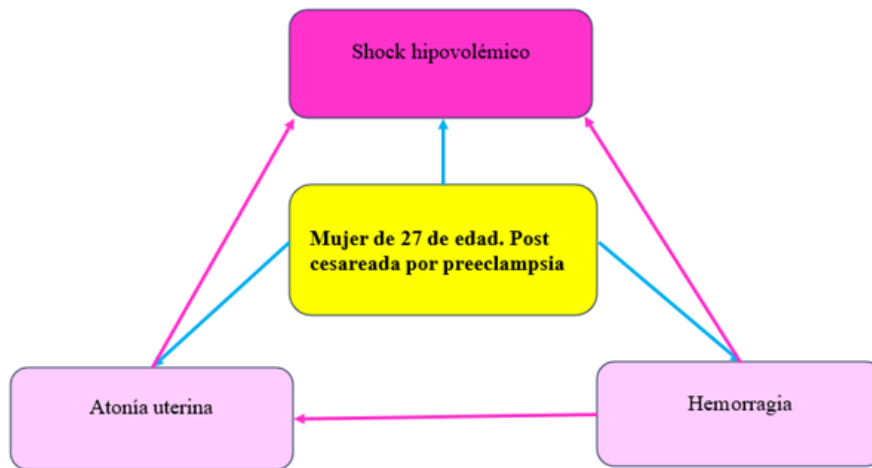 Shock hipovolémico
Mujer de 27 de edad. Post
cesareada por preeclampsia
Atonía uterina
Hemorragia